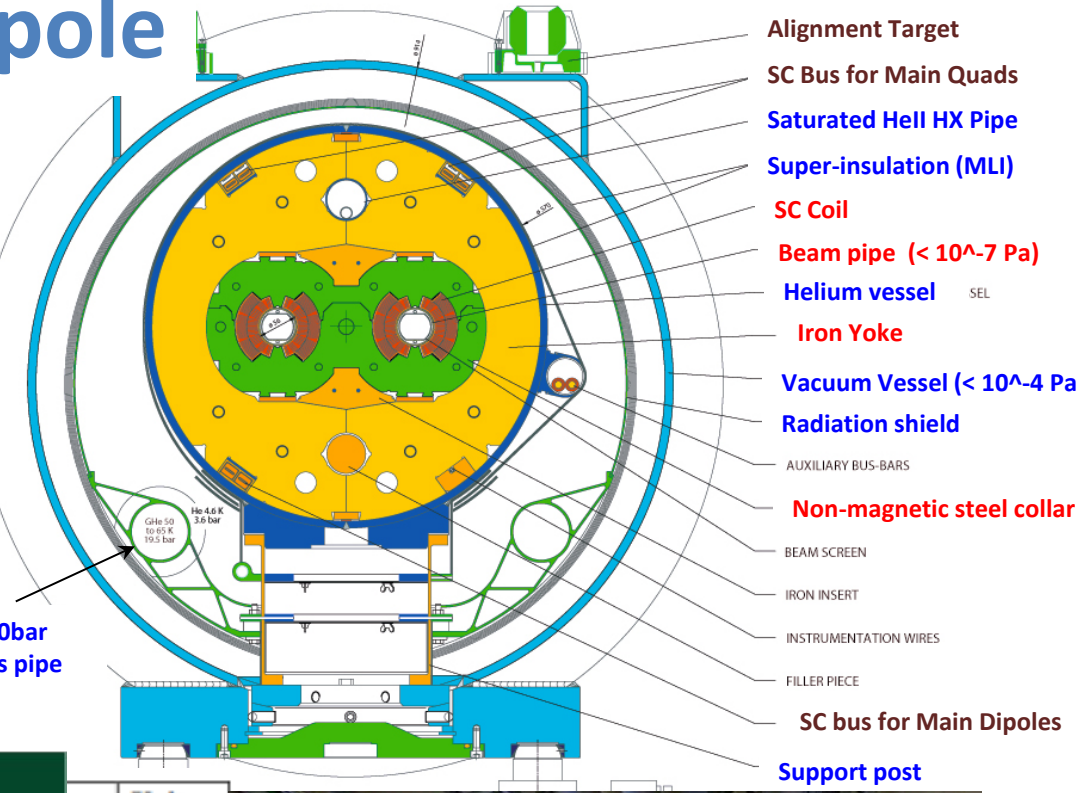 pole
Alignment Target
SC Bus for Main Quads
Saturated HeII HX Pipe
Super-insulation (MLI)
SC Coil
Beam pipe (< 10^-7 Pa)
Helium vessel SEL
Iron Yoke
Vacuum Vessel (< 10^-4 Pa
Radiation shield
AUXILIARY BUS-BARS
Non-magnetic steel collar
BEAM SCREEN
IRON INSERT
INSTRUMENTATION WIRES
FILLER PIECE
SC bus for Main Dipoles
Support post
ø 914
ø 570
ø 56
GHe 50
to 65 K
19.5 bar
He 4.6 K
3.6 bar
0bar
s pipe